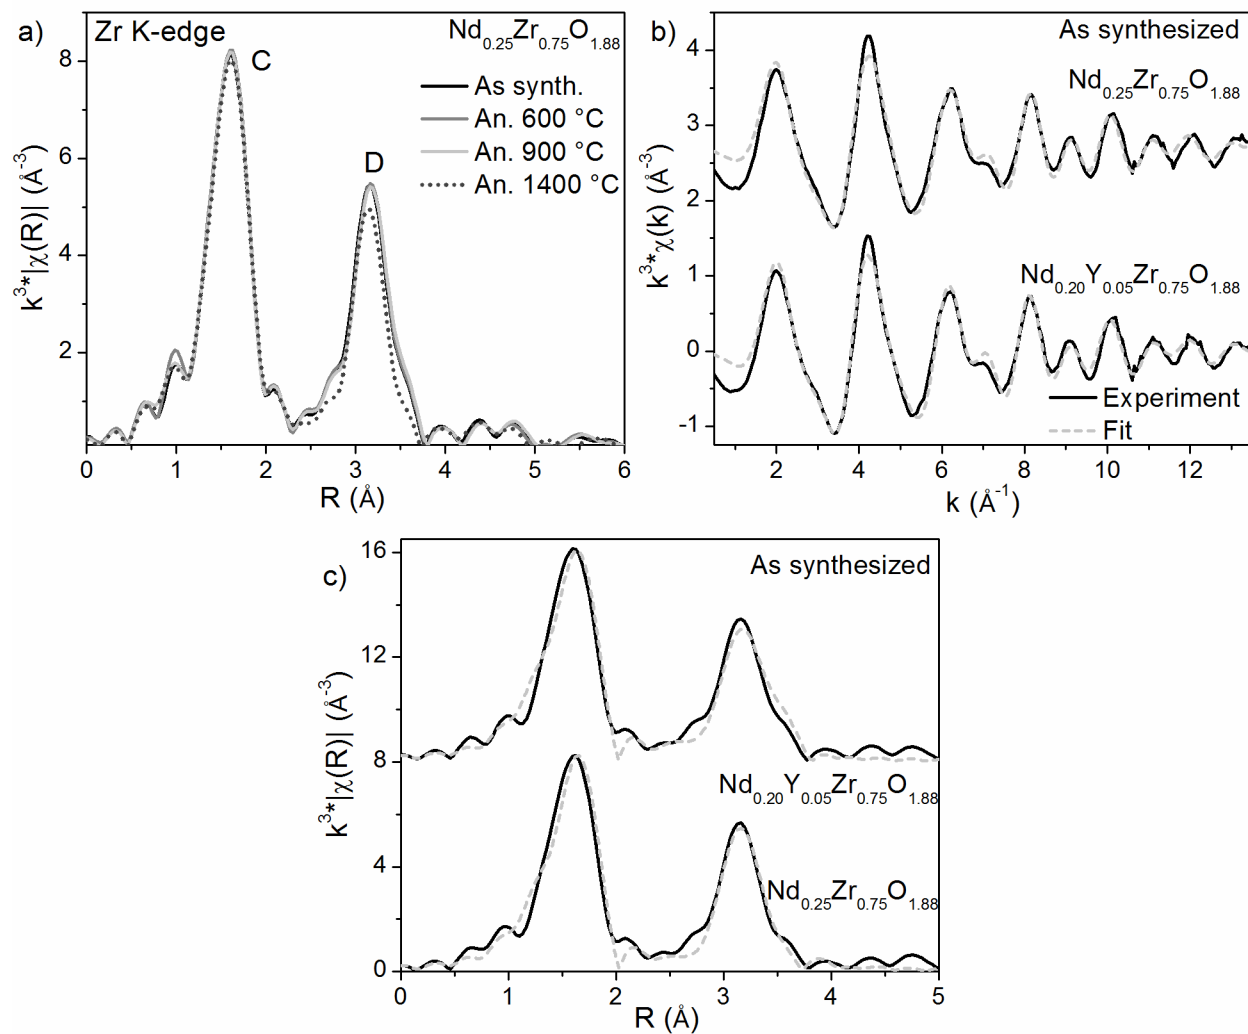 a)
Zr K-edge
Nd0.25Zr0.75O1.88
C
D
As synth.
An. 600 °C
An. 900 °C
An. 1400 °C
8
6
4
2
k3*|χ(R)| (Å-3)
0 1 2 3 4 5 6
R (Å)
b)
As synthesized
Nd0.25Zr0.75O1.88
Nd0.20Y0.05Zr0.75O1.88
Experiment
Fit
4
3
2
1
0
-1
k3*χ(k) (Å-3)
2 4 6 8 10 12
k (Å-1)
c)
As synthesized
Nd0.20Y0.05Zr0.75O1.88
Nd0.25Zr0.75O1.88
16
12
8
4
0
k3*|χ(R)| (Å-3)
0 1 2 3 4 5
R (Å)